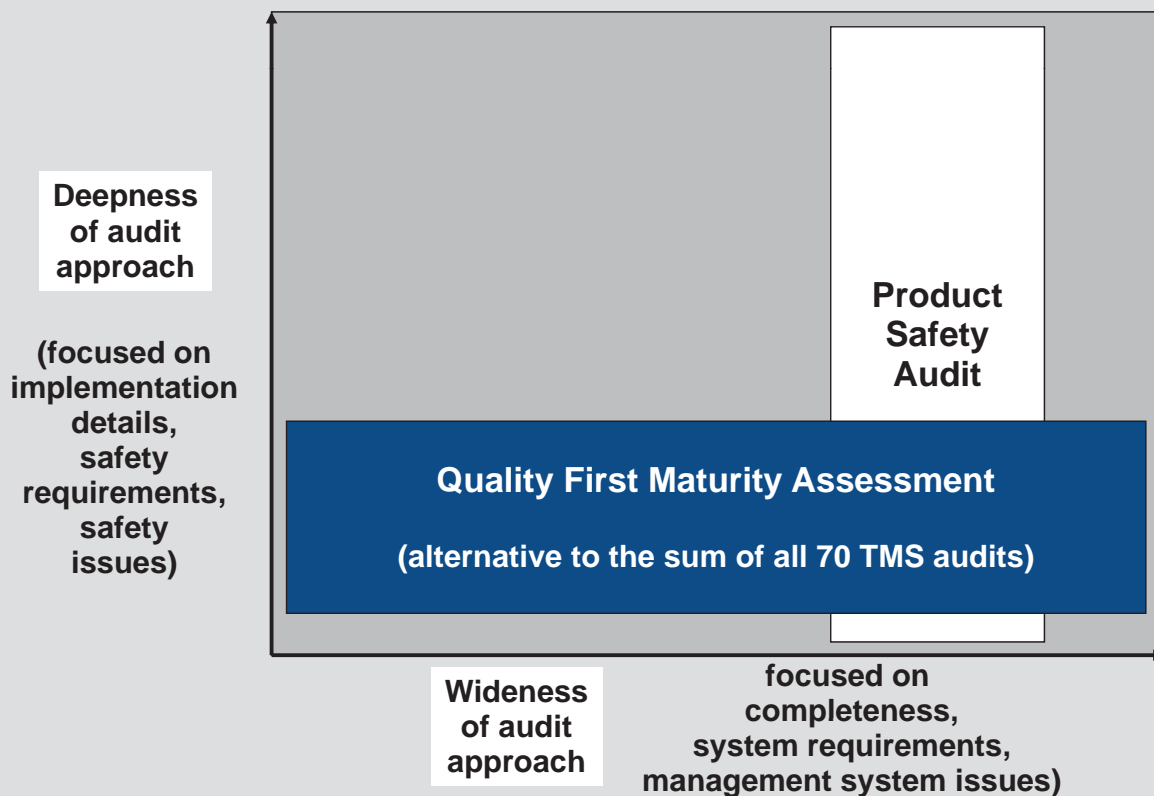 Deepness
of audit
approach
(focused on
implementation
details,
safety
requirements,
safety
issues)
Product
Safety
Audit
Quality First Maturity Assessment
(alternative to the sum of all 70 TMS audits)
Wideness
of audit
approach
focused on
completeness,
system requirements,
management system issues)